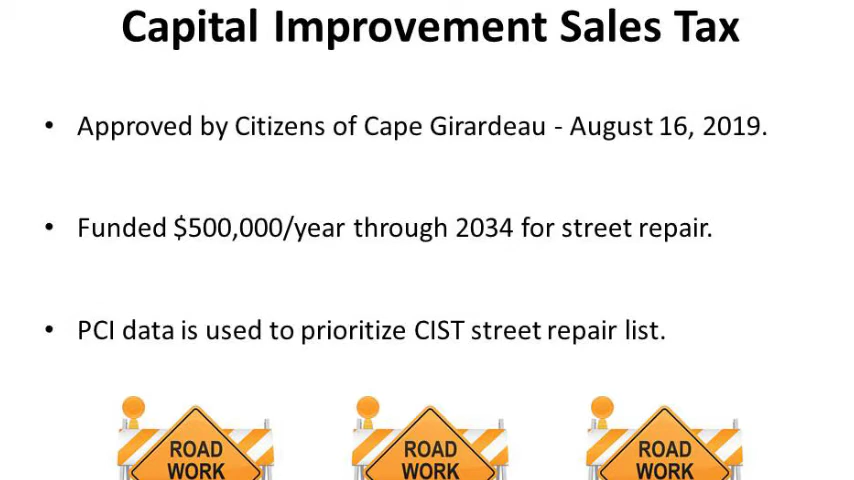 Capital Improvement Sales Tax
• Approved by Citizens of Cape Girardeau - August 16, 2019.
• Funded $500,000/year through 2034 for street repair.
• PCI data is used to prioritize CIST street repair list.
ROAD WORK
ROAD WORK
ROAD WORK